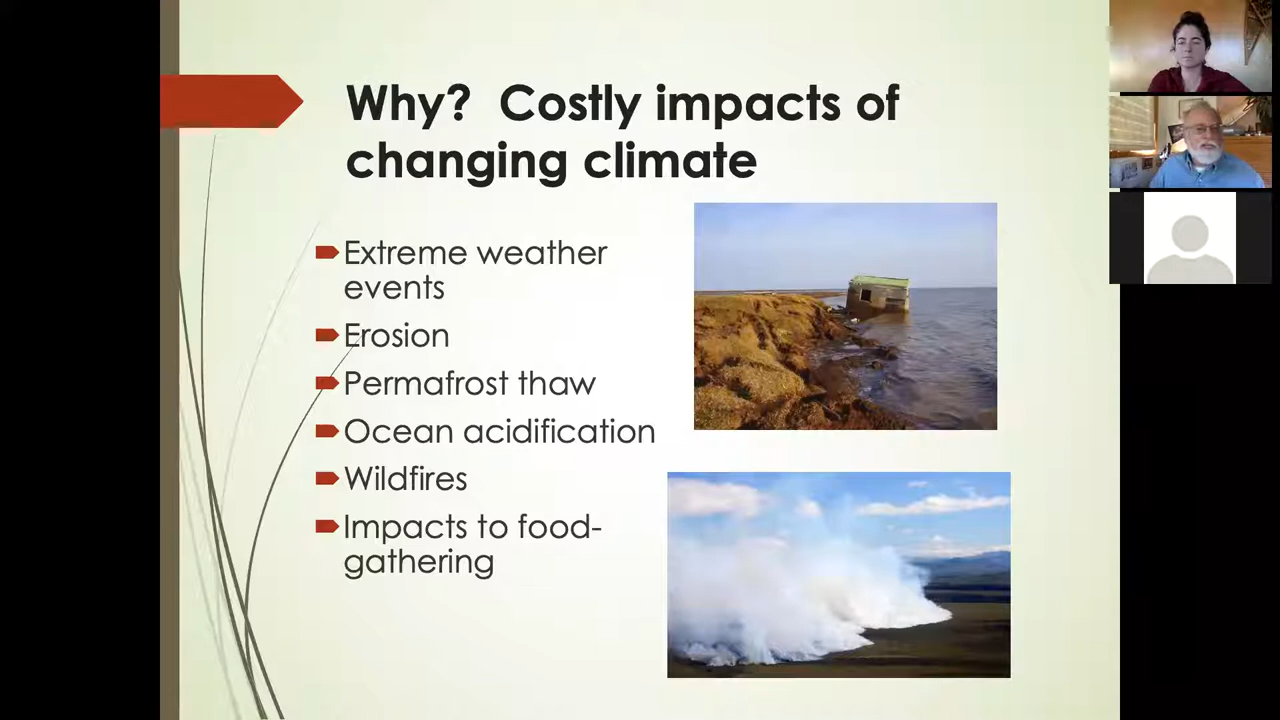 Why?  Costly impacts of
changing climate
Extreme weather
events
Erosion
Permafrost thaw
Ocean acidification
Wildfires
Impacts to food-
gathering